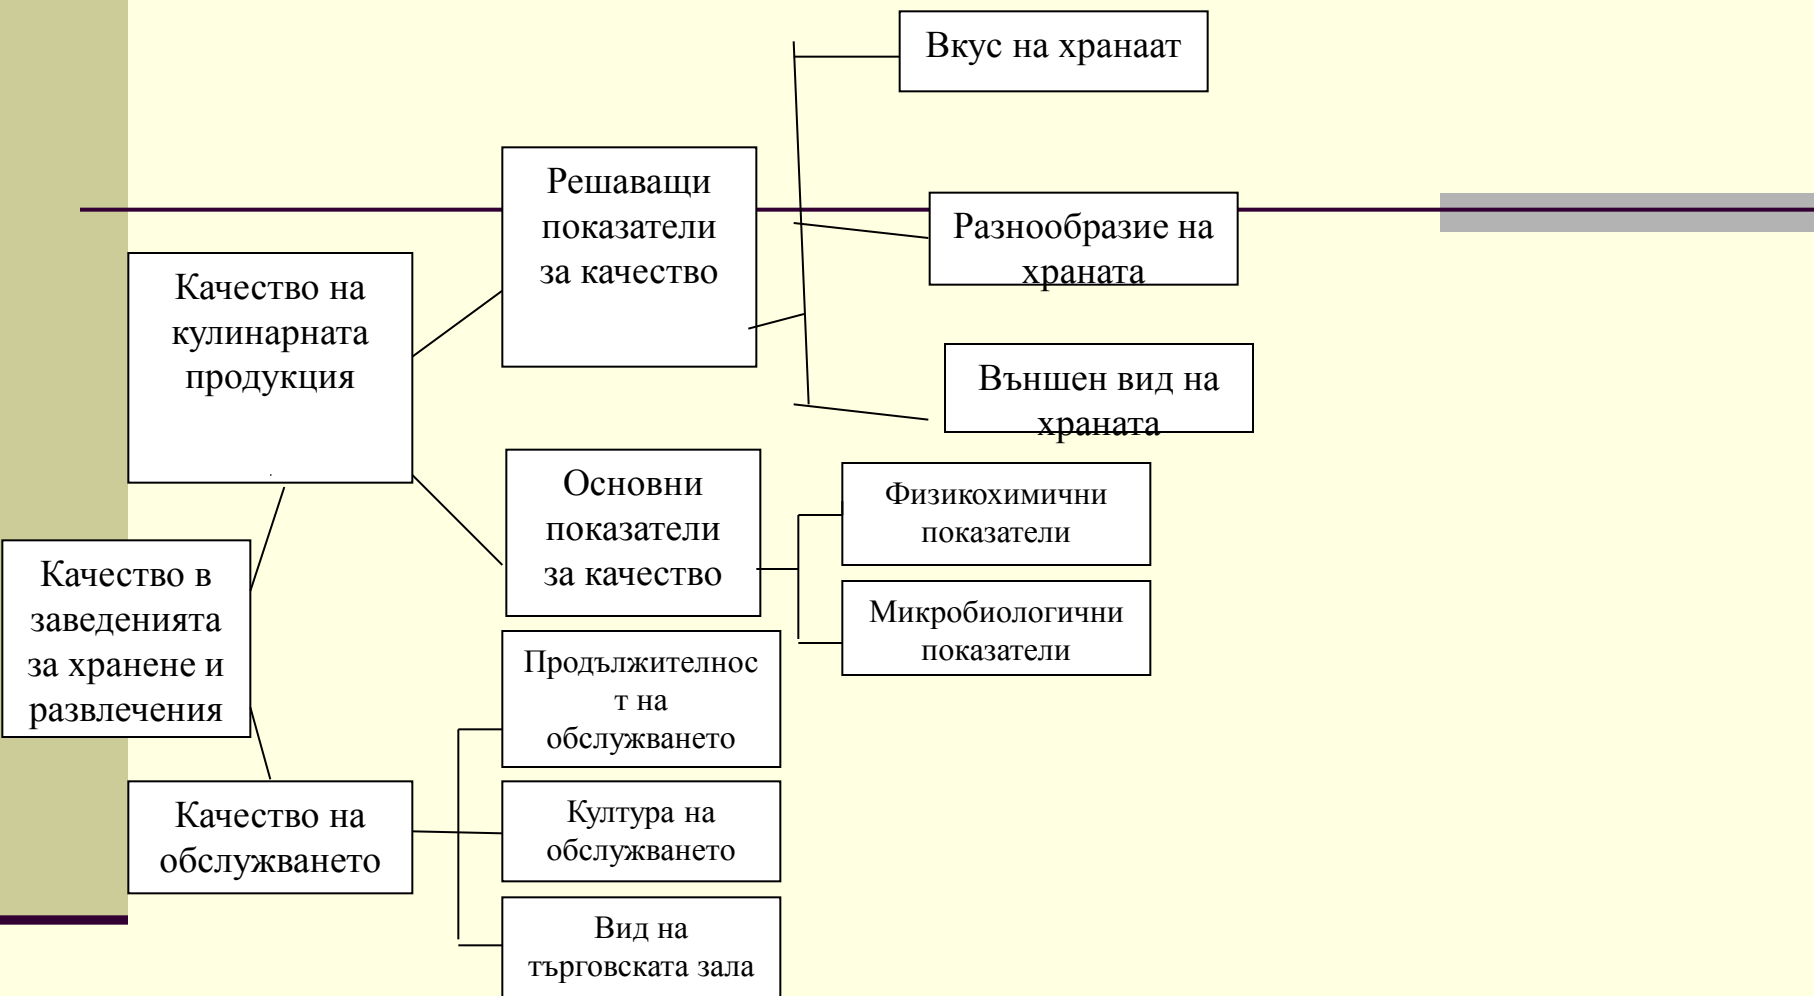 Вкус на хранаат
Решаващи
показатели
за качество
Разнообразие на
храната
Качество на
кулинарната
продукция
.
Външен вид на
храната
Основни
показатели
за качество
Физикохимични
показатели
Микробиологични
показатели
Качество в
заведенията
за хранене и
развлечения
Продължителнос
т на
обслужването
Качество на
обслужването
Култура на
обслужването
Вид на
търговската зала